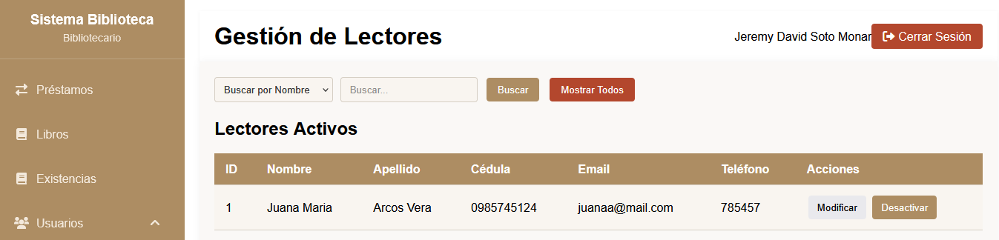 Sistema Biblioteca
Bibliotecario
Préstamos
Libros
Existencias
Usuarios
Gestión de Lectores
Jeremy David Soto Monar Cerrar Sesión
Buscar por Nombre Buscar... Buscar Mostrar Todos
Lectores Activos
ID Nombre Apellido Cédula Email Teléfono Acciones
1 Juana Maria Arcos Vera 0985745124 juanaa@mail.com 785457 Modificar Desactivar